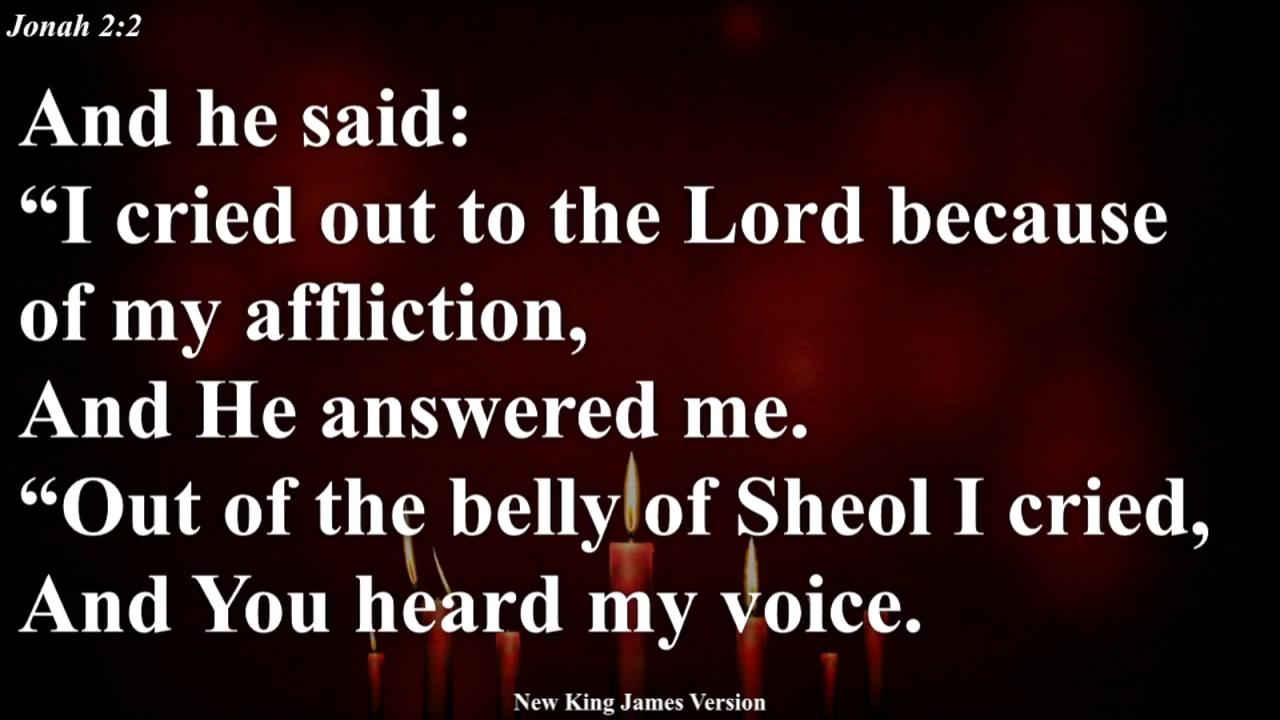 Jonah 2:2
And he said:
“I cried out to the Lord because
of my affliction,
And He answered me.
“Out of the belly of Sheol I cried,
And You heard my voice.
New King James Version